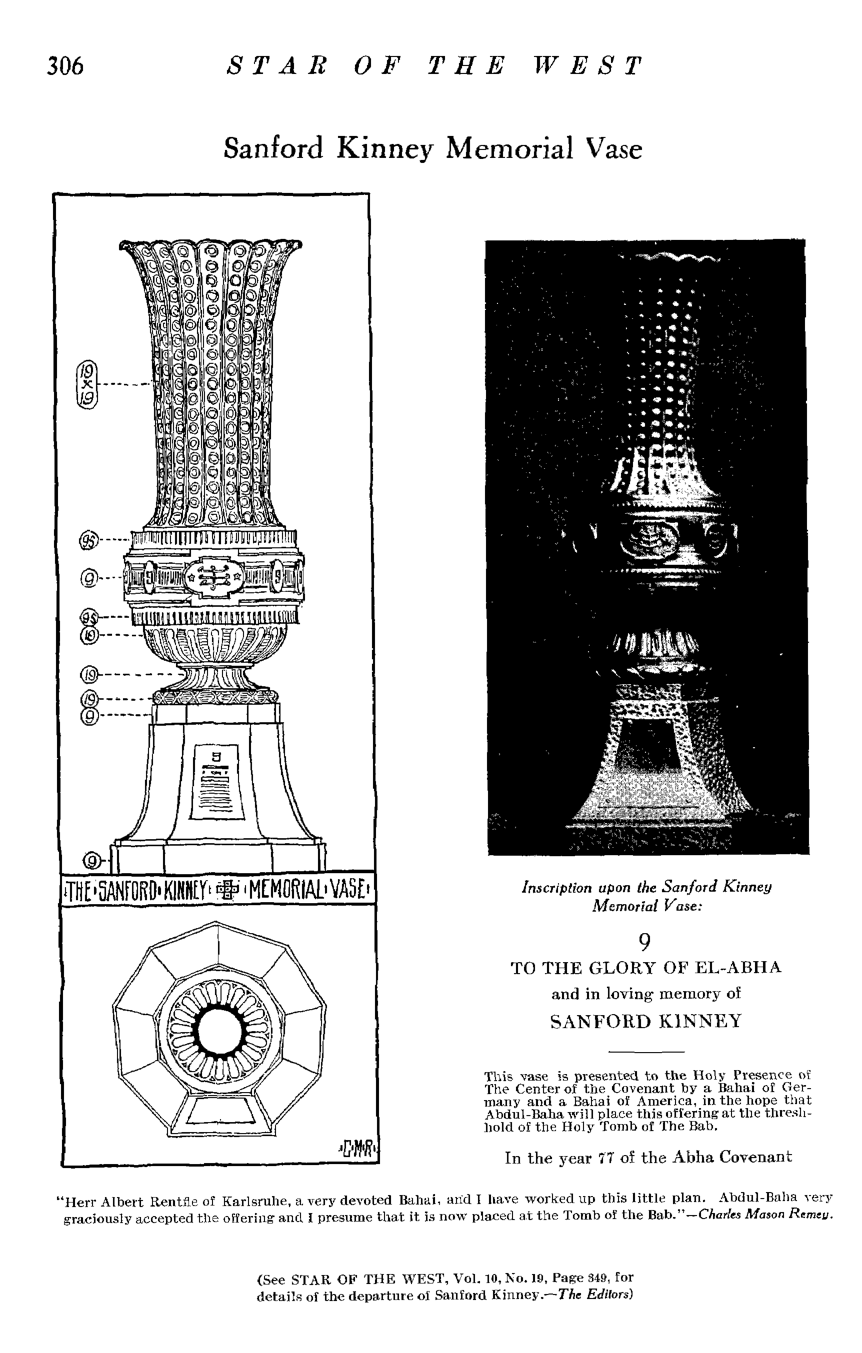 306
STAR OF THE WEST
Sanford Kinney Memorial Vase
19
×
19
95
9
95
19
19
19
9
9
9
9
THE·SANFORD·KINNEY· ·MEMORIAL·VASE·
·C·M·R·
Inscription upon the Sanford Kinney
Memorial Vase:
9
TO THE GLORY OF EL-ABHA
and in loving memory of
SANFORD KINNEY
This vase is presented to the Holy Presence of
The Center of the Covenant by a Bahai of Ger-
many and a Bahai of America, in the hope that
Abdul-Baha will place this offering at the thresh-
hold of the Holy Tomb of The Bab.
In the year 77 of the Abha Covenant
"Herr Albert Rentfle of Karlsruhe, a very devoted Bahai, and I have worked up this little plan. Abdul-Baha very
graciously accepted the offering and I presume that it is now placed at the Tomb of the Bab."—Charles Mason Remey.
(See STAR OF THE WEST, Vol. 10, No. 19, Page 349, for
details of the departure of Sanford Kinney.—The Editors)